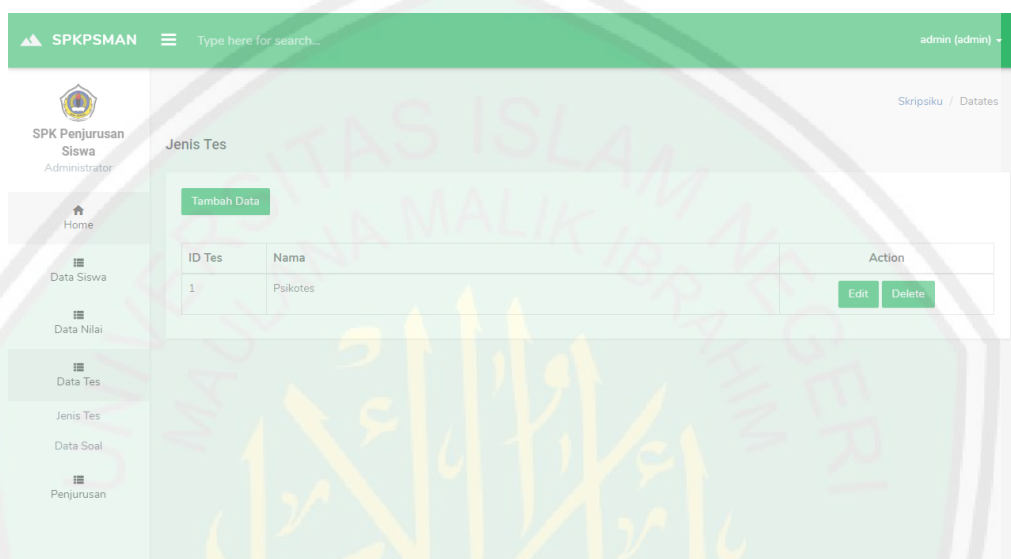 SPKPSMAN
Type here for search...
admin (admin)
SPK Penjurusan
Siswa
Administrator
Home
Data Siswa
Data Nilai
Data Tes
Jenis Tes
Data Soal
Penjurusan
Skripsiku / Datates
Jenis Tes
Tambah Data
ID Tes Nama Action
1 Psikotes Edit Delete
UNIVERSITAS ISLAM NEGERI
MAULANA MALIK IBRAHIM